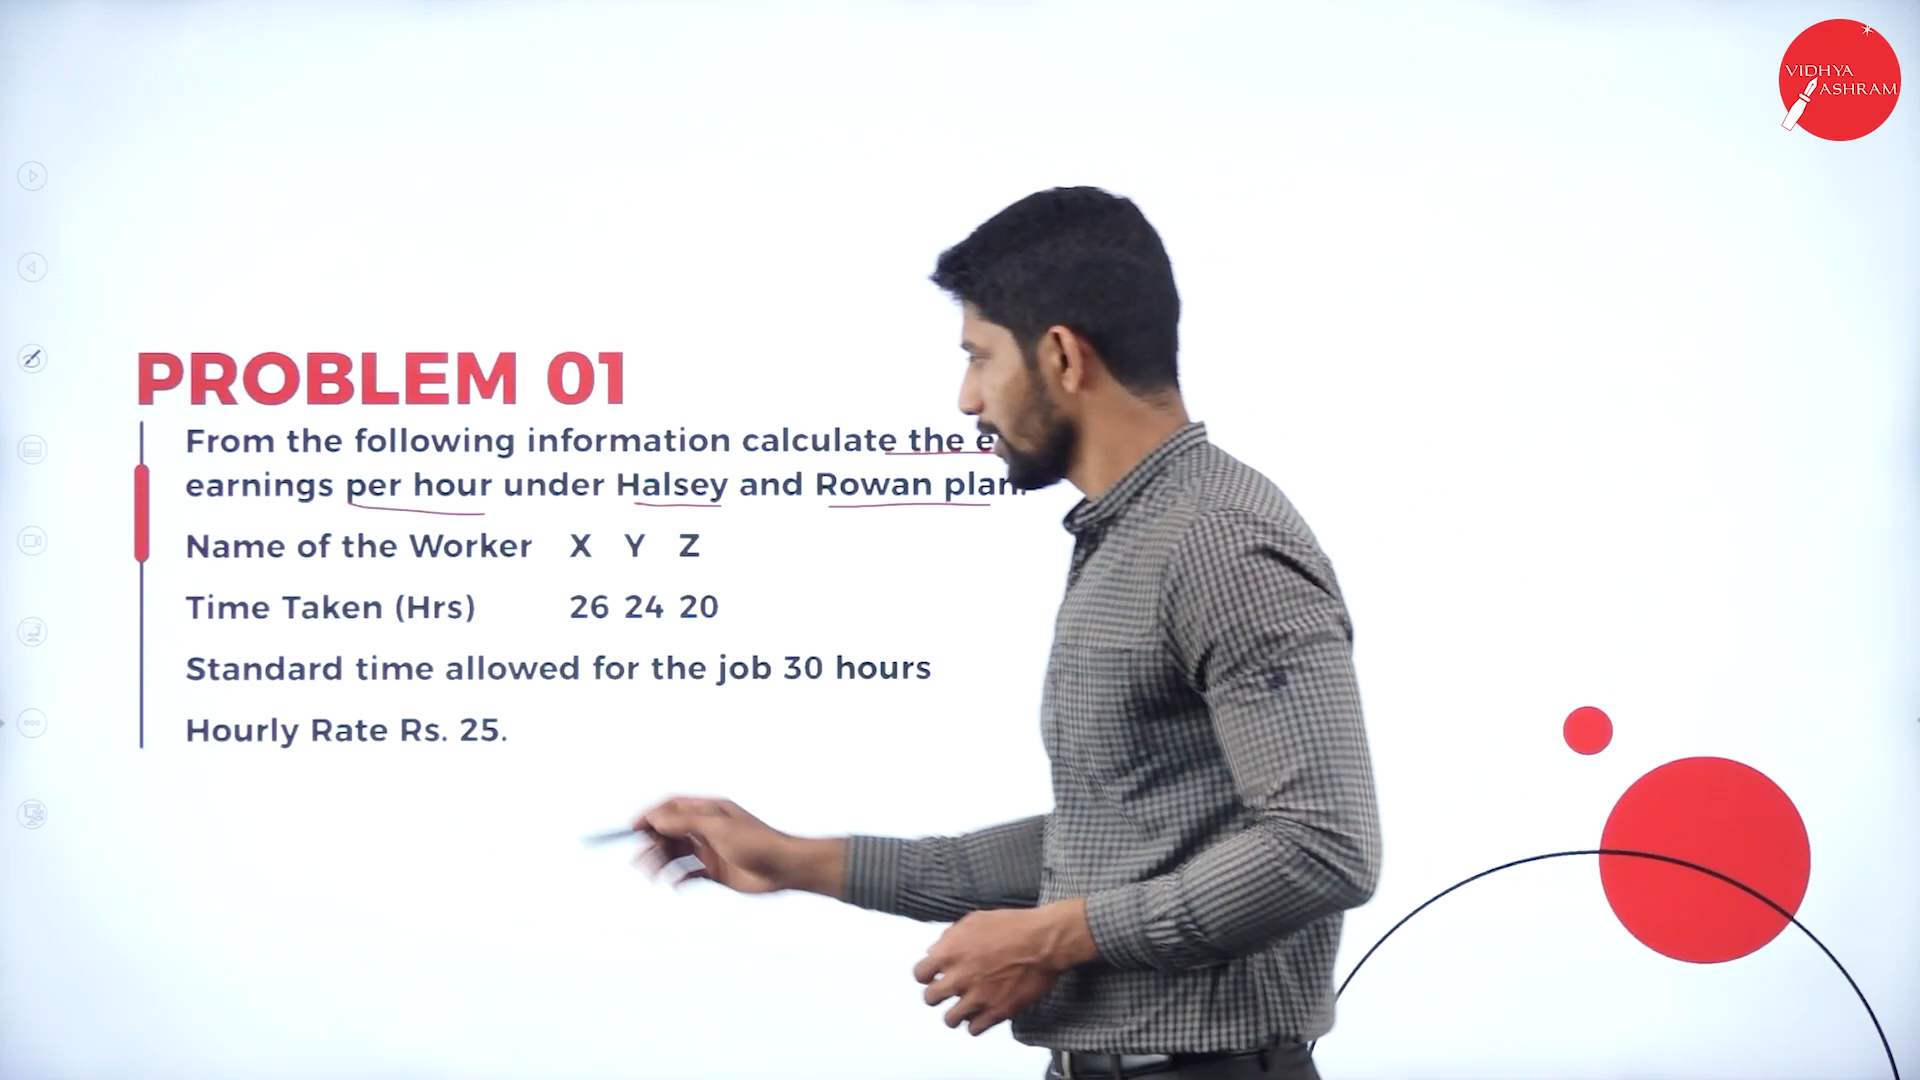 VIDHYA
ASHRAM
PROBLEM 01
From the following information calculate the
earnings per hour under Halsey and Rowan plan.
Name of the Worker X Y Z
Time Taken (Hrs) 26 24 20
Standard time allowed for the job 30 hours
Hourly Rate Rs. 25.